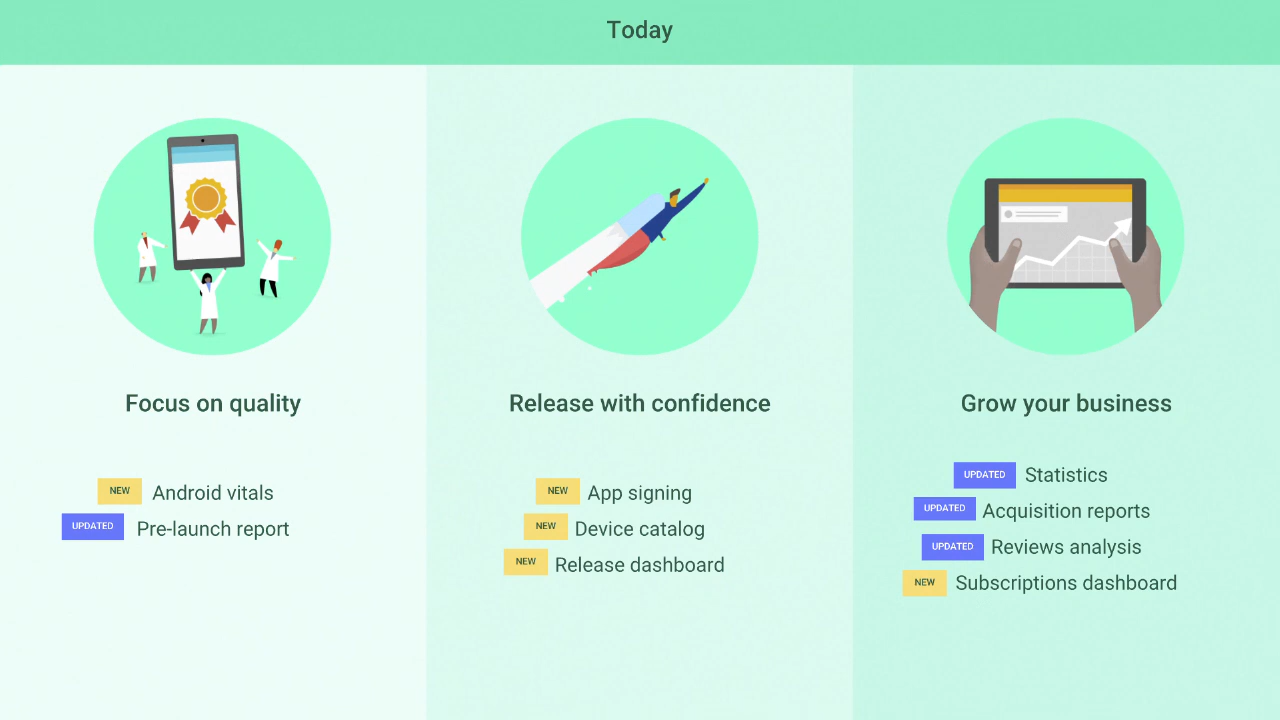 Today
Focus on quality
NEW Android vitals
UPDATED Pre-launch report
Release with confidence
NEW App signing
NEW Device catalog
NEW Release dashboard
Grow your business
UPDATED Statistics
UPDATED Acquisition reports
UPDATED Reviews analysis
NEW Subscriptions dashboard